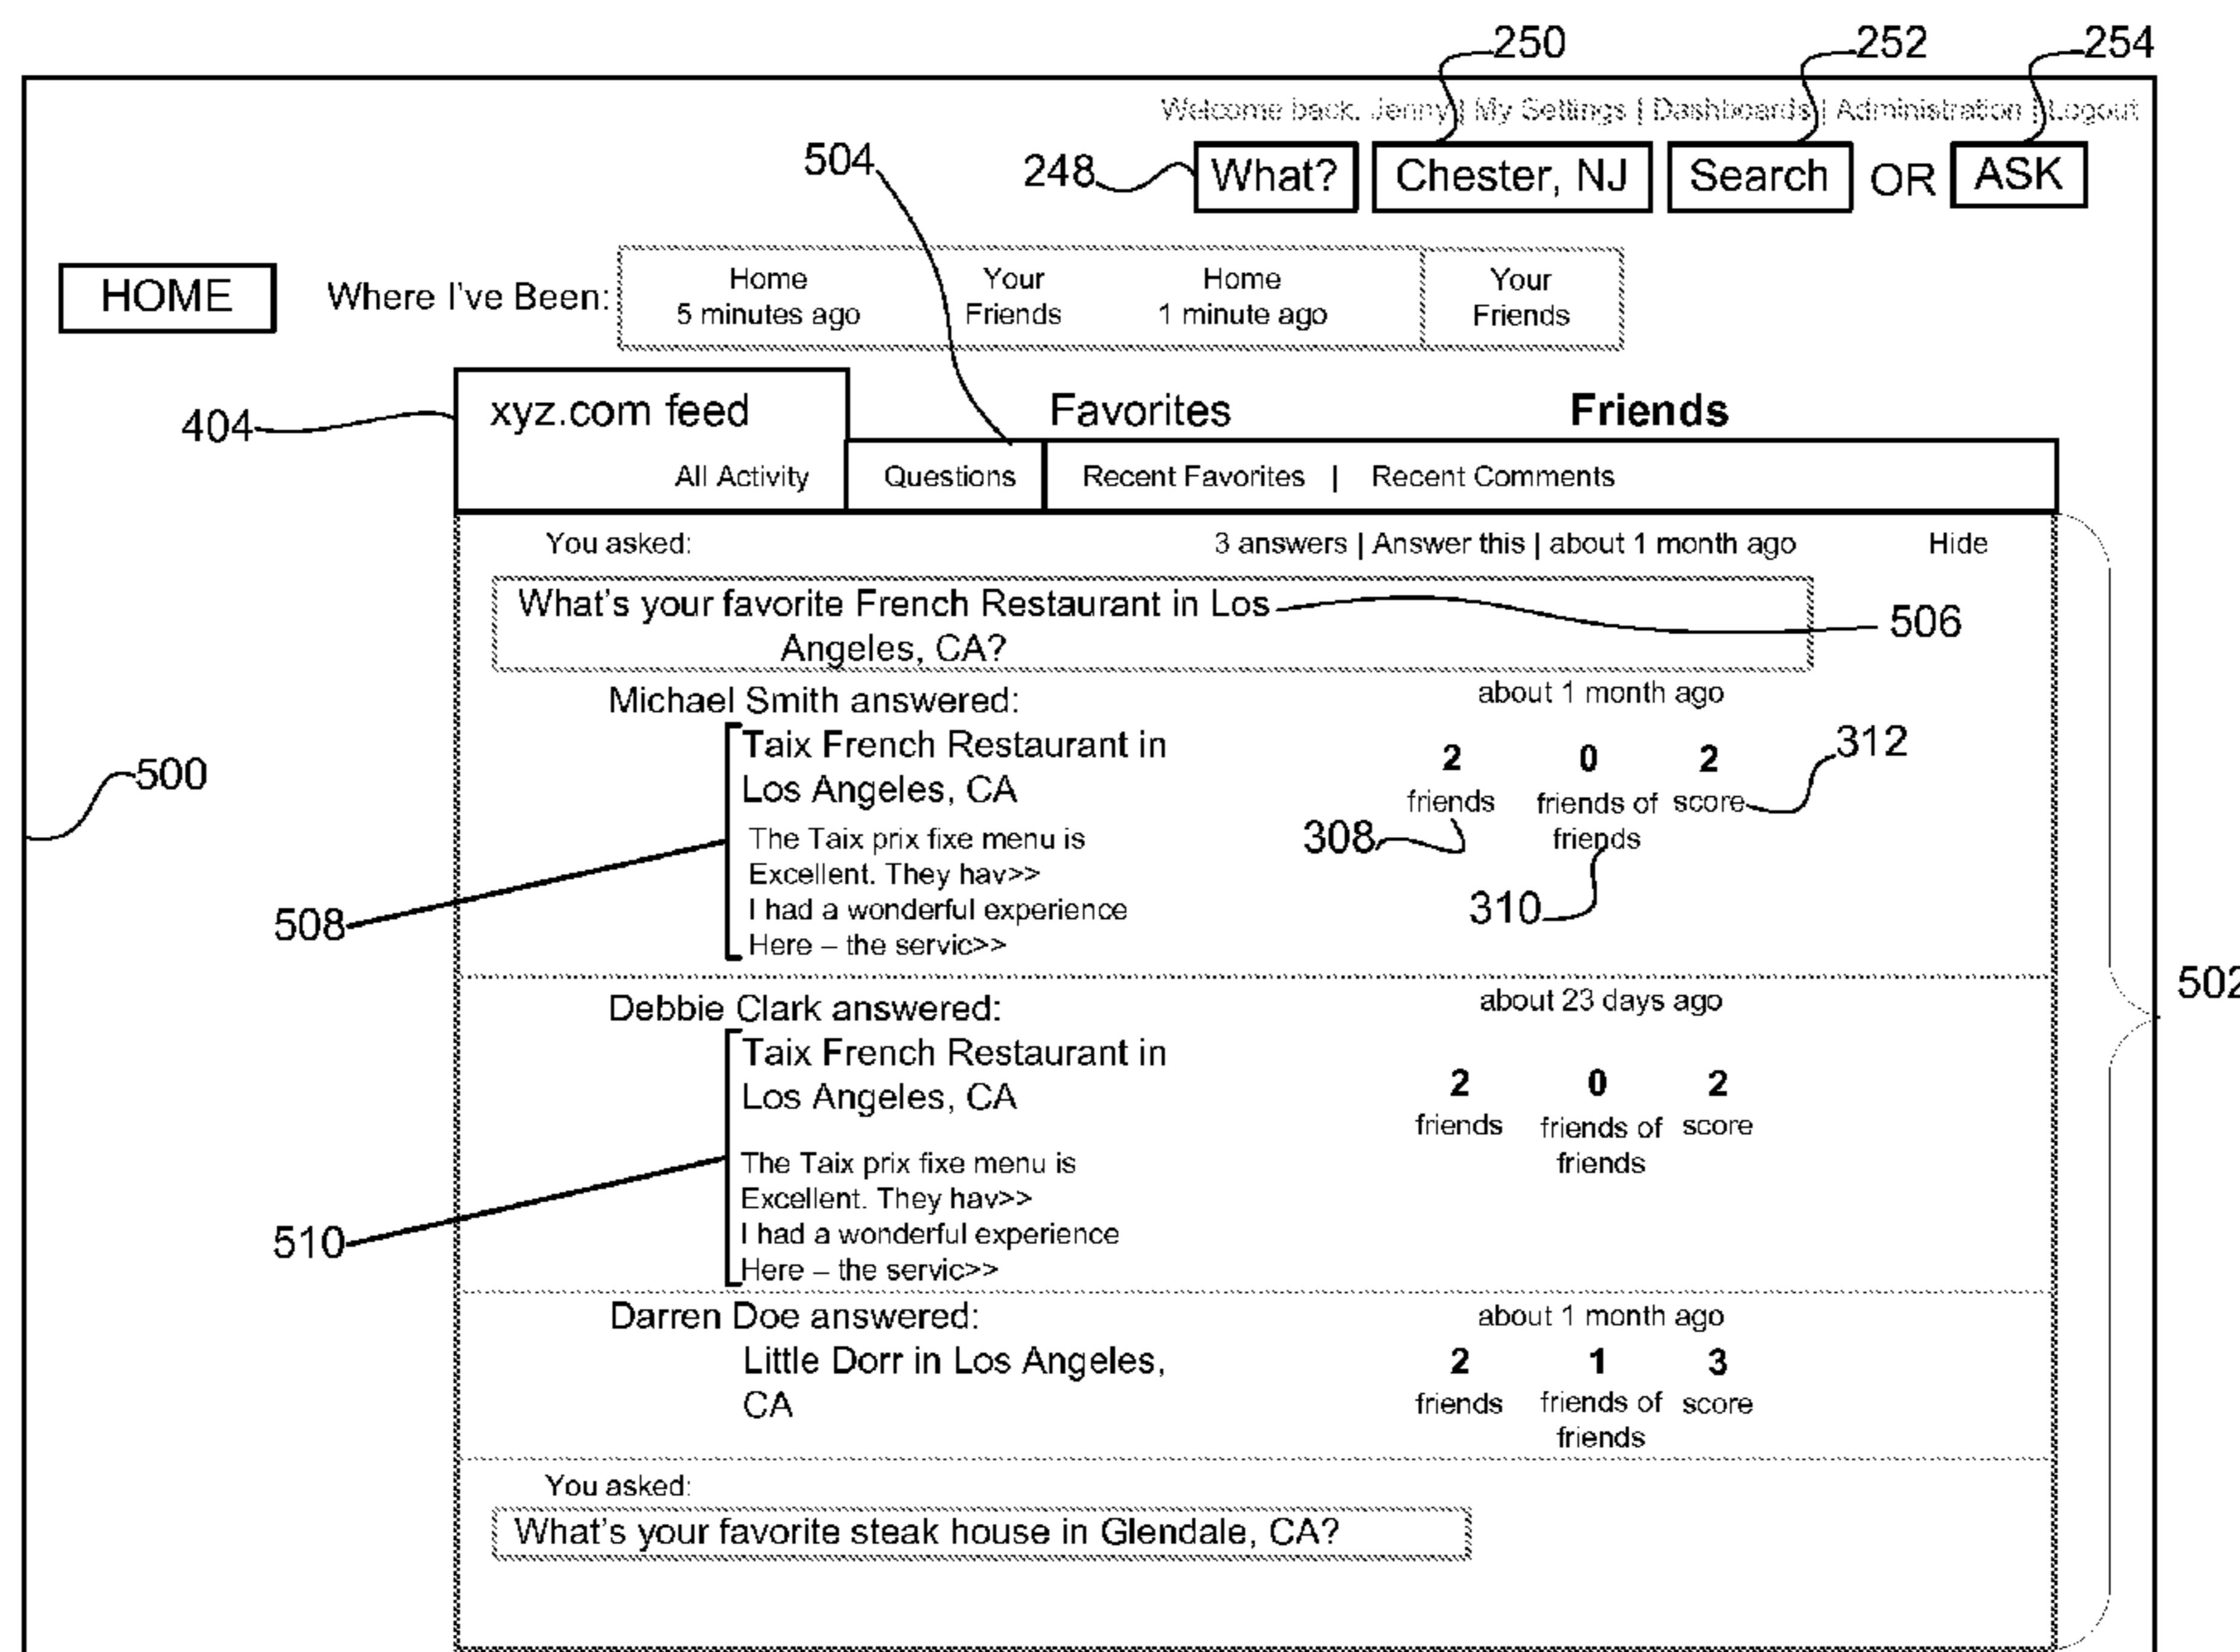 250 252 254
Welcome back, Jenny | My Settings | Dashboards | Administration | Logout
504 248 What? Chester, NJ Search OR ASK
HOME Where I've Been:
Home Your Home Your
5 minutes ago Friends 1 minute ago Friends
404 xyz.com feed Favorites Friends
All Activity Questions Recent Favorites | Recent Comments
You asked: 3 answers | Answer this | about 1 month ago Hide
What's your favorite French Restaurant in Los
Angeles, CA?
506
Michael Smith answered: about 1 month ago
Taix French Restaurant in
Los Angeles, CA
2 0 2 312
friends friends of score
friends
308
310
500
The Taix prix fixe menu is
Excellent. They hav>>
I had a wonderful experience
Here – the servic>>
508
502
Debbie Clark answered: about 23 days ago
Taix French Restaurant in
Los Angeles, CA
2 0 2
friends friends of score
friends
The Taix prix fixe menu is
Excellent. They hav>>
I had a wonderful experience
Here – the servic>>
510
Darren Doe answered: about 1 month ago
Little Dorr in Los Angeles,
CA
2 1 3
friends friends of score
friends
You asked:
What's your favorite steak house in Glendale, CA?